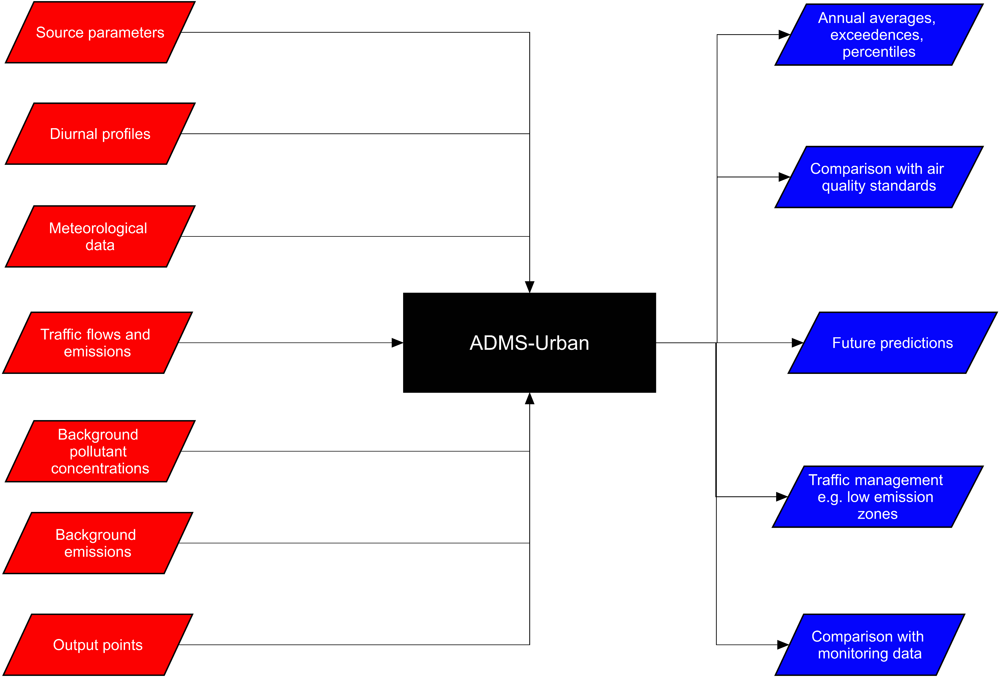 Source parameters
Diurnal profiles
Meteorological
data
Traffic flows and
emissions
Background
pollutant
concentrations
Background
emissions
Output points
ADMS-Urban
Annual averages,
exceedences,
percentiles
Comparison with air
quality standards
Future predictions
Traffic management
e.g. low emission
zones
Comparison with
monitoring data